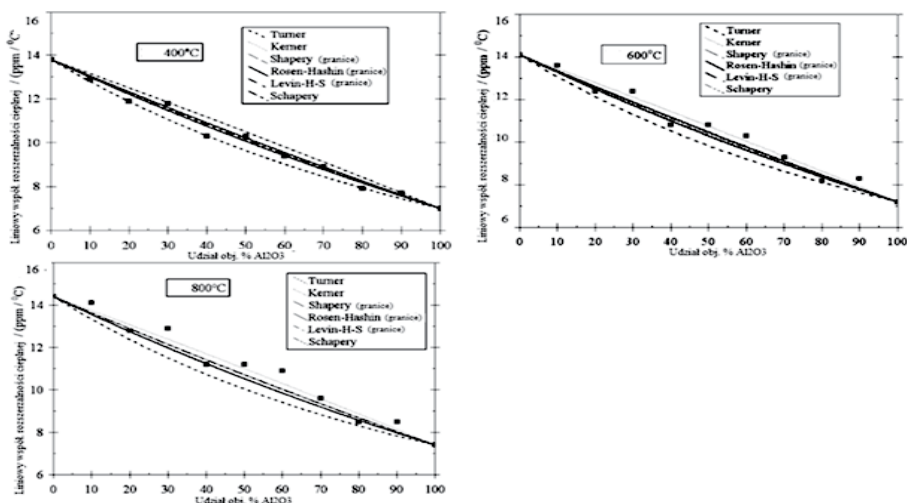 Liniowy współ rozszerzalności cieplnej / (ppm / °C)
16
14
12
10
8
6
400°C
Turner
Kerner
Shapery (granice)
Rosen-Hashin (granice)
Levin-H-S (granice)
Schapery
0 10 20 30 40 50 60 70 80 90 100
Udział obj. % Al2O3
Liniowy współ rozszerzalności cieplnej / (ppm / °C)
16
14
12
10
8
6
600°C
Turner
Kerner
Shapery (granice)
Rosen-Hashin (granice)
Levin-H-S (granice)
Schapery
0 10 20 30 40 50 60 70 80 90 100
Udział obj. % Al2O3
Liniowy współ rozszerzalności cieplnej / (ppm / °C)
16
14
12
10
8
6
800°C
Turner
Kerner
Shapery (granice)
Rosen-Hashin (granice)
Levin-H-S (granice)
Schapery
0 10 20 30 40 50 60 70 80 90 100
Udział obj. % Al2O3